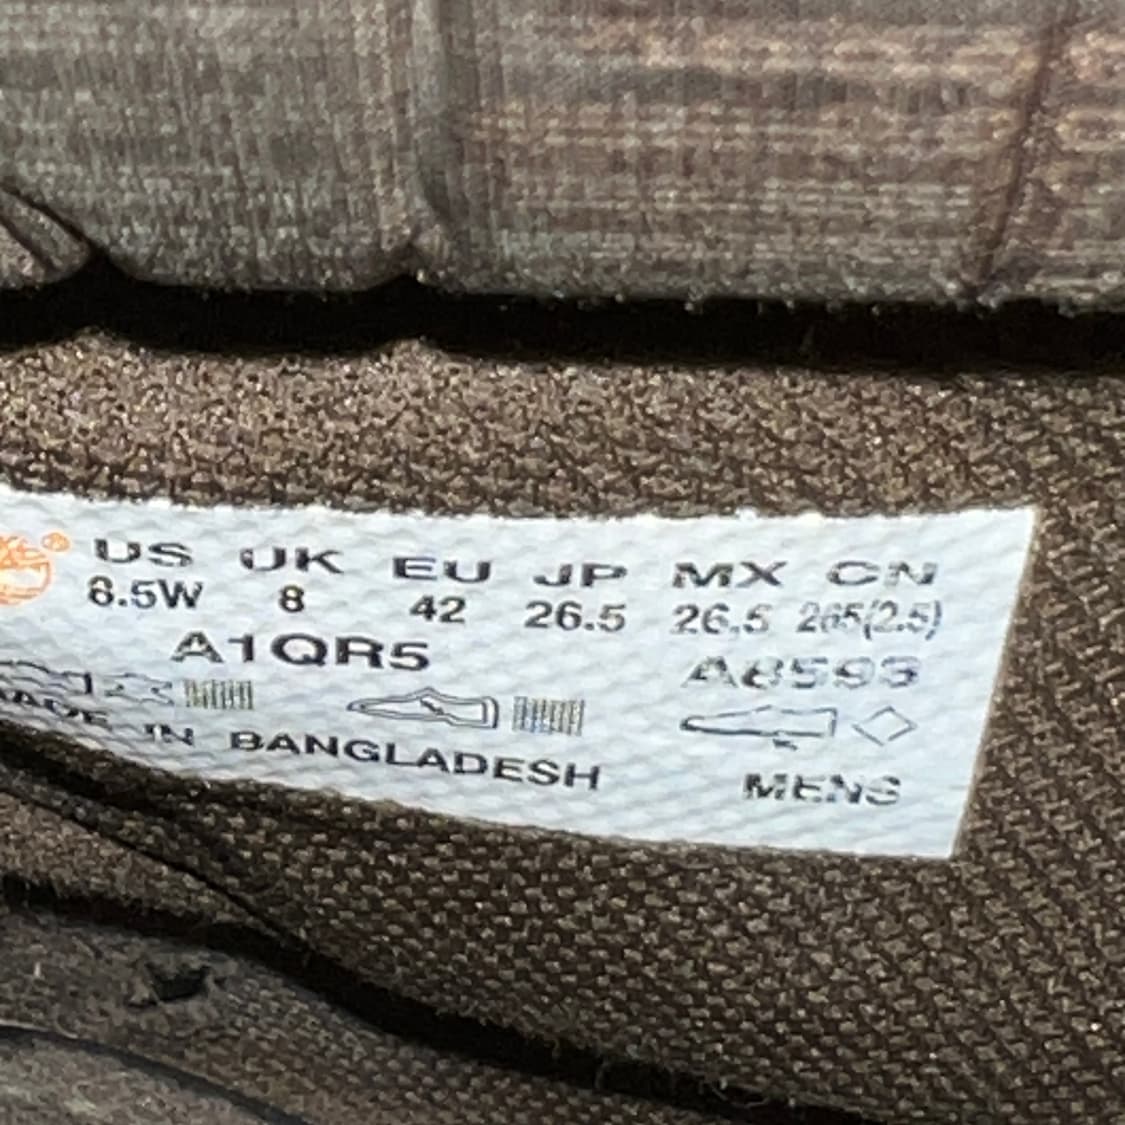 US UK EU JP MX CN
8.5W 8 42 26.5 26.5 265(2.5)
A1QR5 A8593
MADE IN BANGLADESH MENS